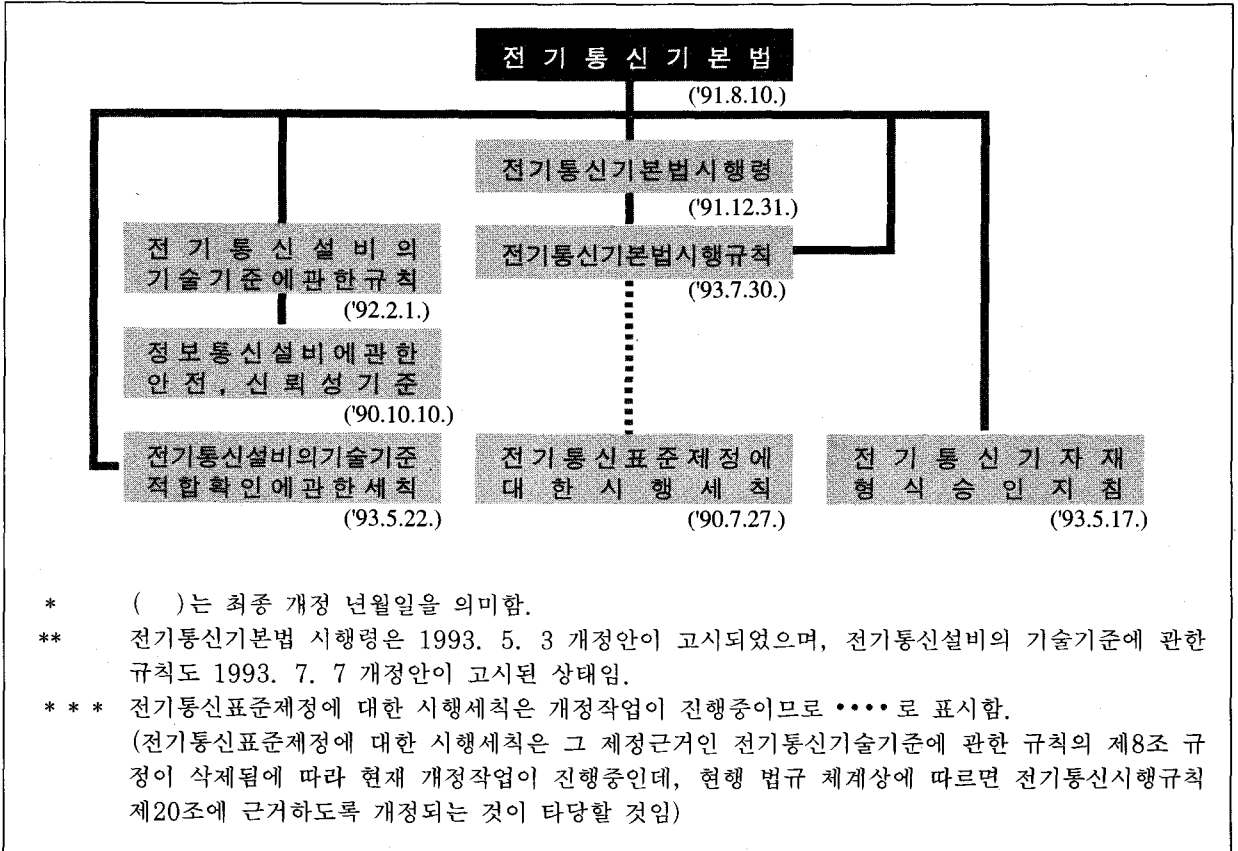 전 기 통 신 기 본 법
('91.8.10.)
전기통신기본법시행령
('91.12.31.)
전 기 통 신 설 비 의
기술기준에관한규칙
('92.2.1.)
전기통신기본법시행규칙
('93.7.30.)
정보통신설비에관한
안 전 , 신 뢰 성 기 준
('90.10.10.)
전기통신설비의기술기준
적합확인에관한세칙
('93.5.22.)
전기통신표준제정에
대 한 시 행 세 칙
('90.7.27.)
전 기 통 신 기 자 재
형 식 승 인 지 침
('93.5.17.)
* ( )는 최종 개정 년월일을 의미함.
** 전기통신기본법 시행령은 1993. 5. 3 개정안이 고시되었으며, 전기통신설비의 기술기준에 관한
규칙도 1993. 7. 7 개정안이 고시된 상태임.
* * * 전기통신표준제정에 대한 시행세칙은 개정작업이 진행중이므로 •••• 로 표시함.
(전기통신표준제정에 대한 시행세칙은 그 제정근거인 전기통신기술기준에 관한 규칙의 제8조 규
정이 삭제됨에 따라 현재 개정작업이 진행중인데, 현행 법규 체계상에 따르면 전기통신시행규칙
제20조에 근거하도록 개정되는 것이 타당할 것임)